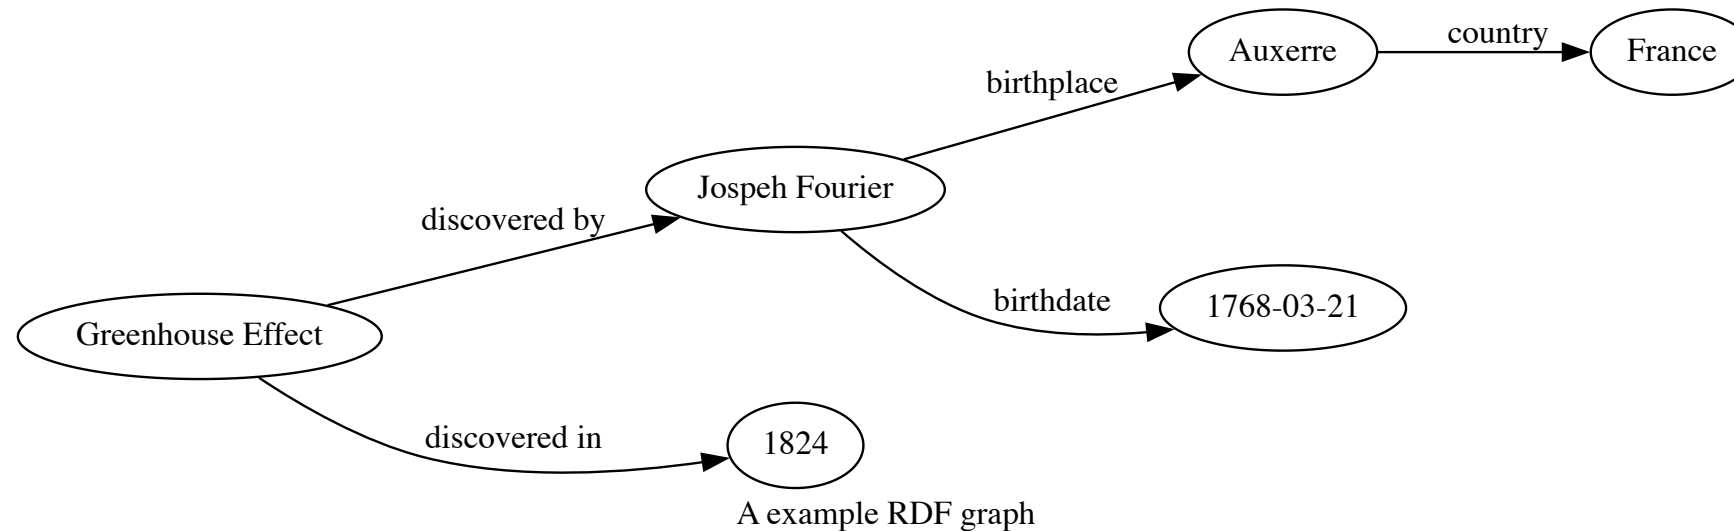 Auxerre
country
France
birthplace
Jospeh Fourier
discovered by
birthdate
1768-03-21
Greenhouse Effect
discovered in
1824
A example RDF graph